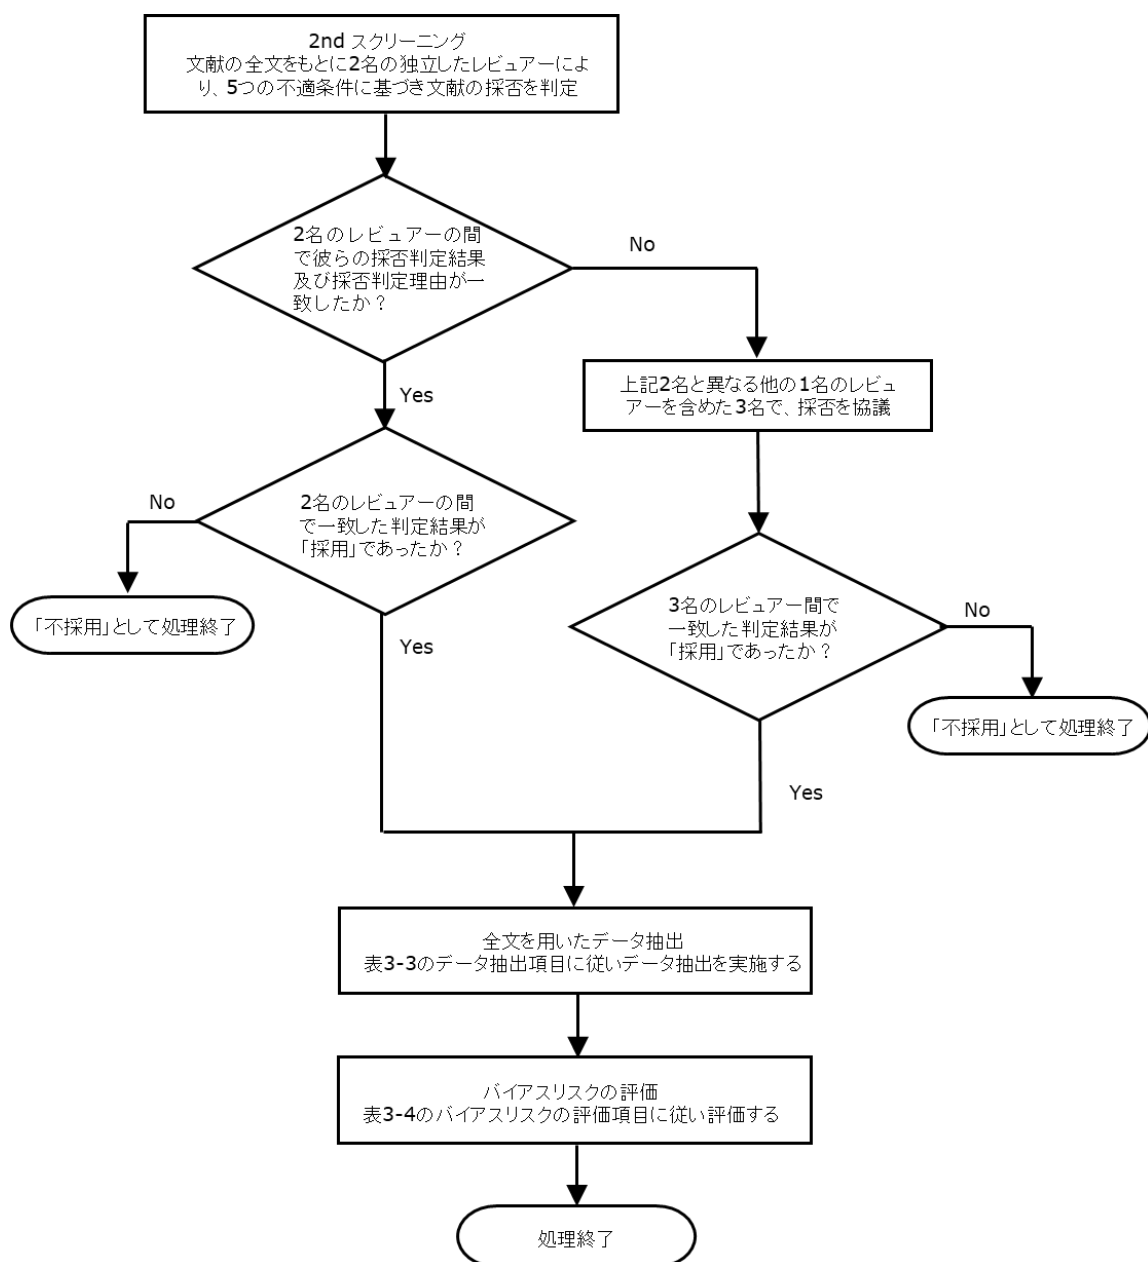 2nd スクリーニング
文献の全文をもとに2名の独立したレビュアーによ
り、5つの不適条件に基づき文献の採否を判定
2名のレビュアーの間
で彼らの採否判定結果
及び採否判定理由が一
致したか？
No
Yes
上記2名と異なる他の1名のレビュ
アーを含めた3名で、採否を協議
2名のレビュアーの間
で一致した判定結果が
「採用」であったか？
No
「不採用」として処理終了
Yes
3名のレビュアー間で
一致した判定結果が
「採用」であったか？
No
「不採用」として処理終了
Yes
全文を用いたデータ抽出
表3-3のデータ抽出項目に従いデータ抽出を実施する
バイアスリスクの評価
表3-4のバイアスリスクの評価項目に従い評価する
処理終了